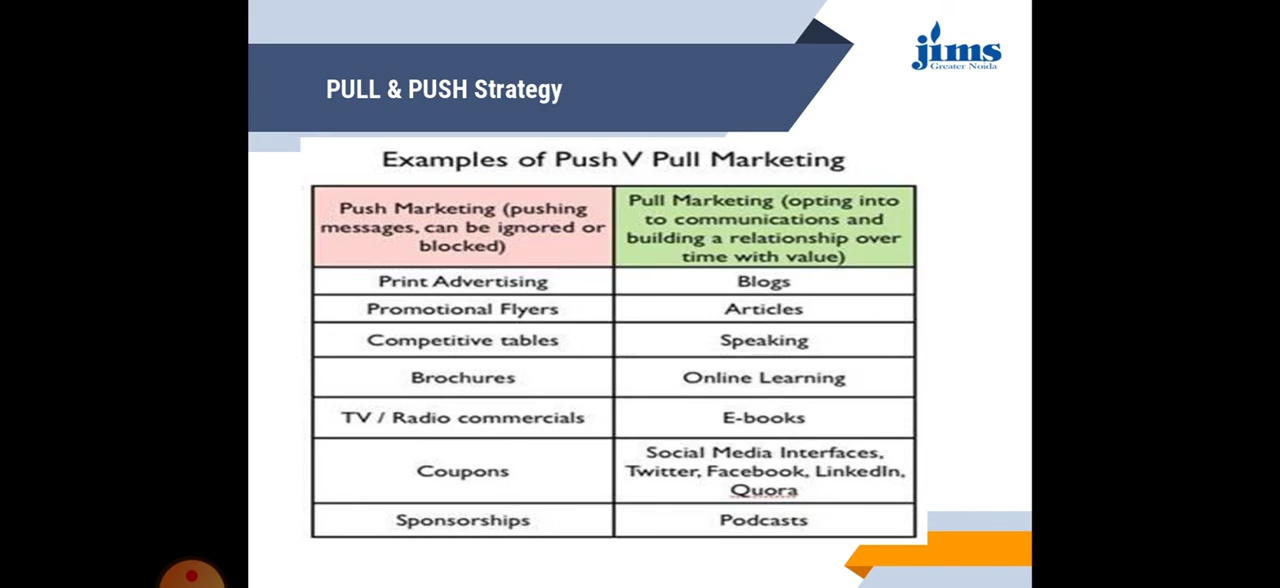 jims
Greater Noida
PULL & PUSH Strategy
Examples of Push V Pull Marketing
Push Marketing (pushing
messages, can be ignored or
blocked)
Pull Marketing (opting into
to communications and
building a relationship over
time with value)
Print Advertising
Blogs
Promotional Flyers
Articles
Competitive tables
Speaking
Brochures
Online Learning
TV / Radio commercials
E-books
Coupons
Social Media Interfaces,
Twitter, Facebook, LinkedIn,
Quora
Sponsorships
Podcasts